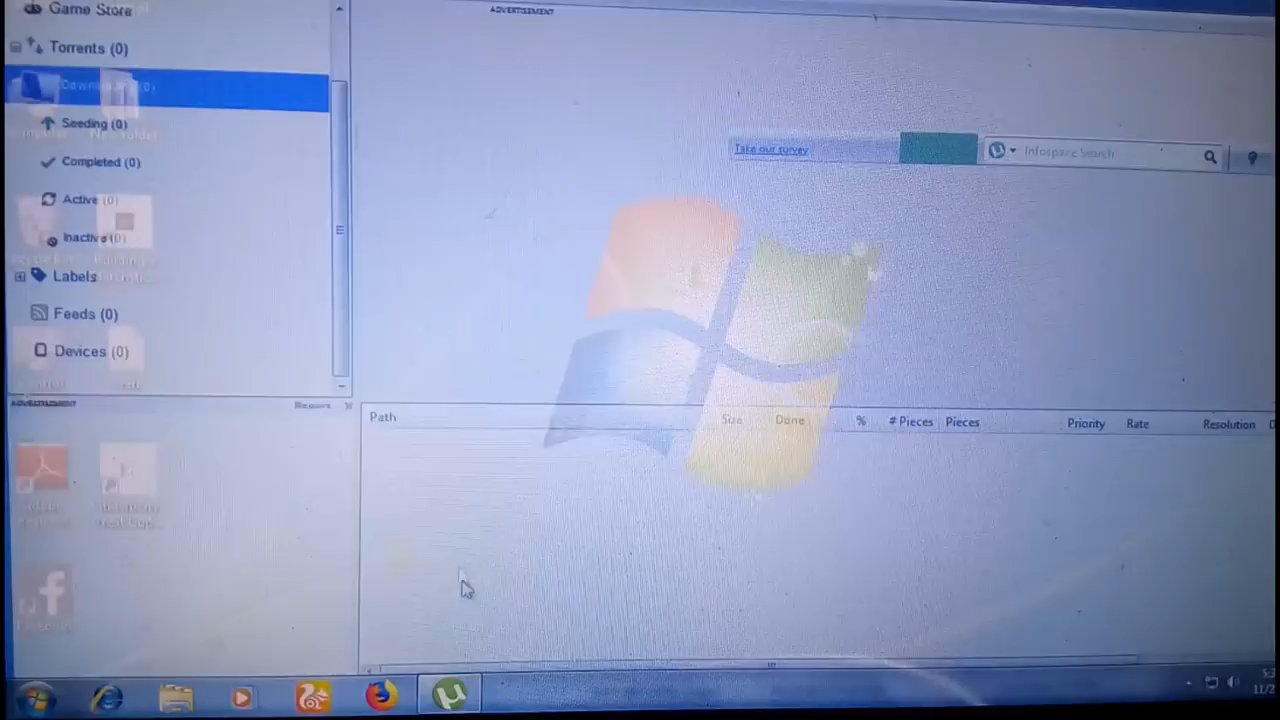 Game Store
ADVERTISEMENT
Torrents (0)
Seeding (0)
Take our survey
Infospace Search
Completed (0)
Active (0)
Inactive (0)
Labels
Feeds (0)
Devices (0)
ADVERTISEMENT
Path Size Done % # Pieces Pieces Priority Rate Resolution